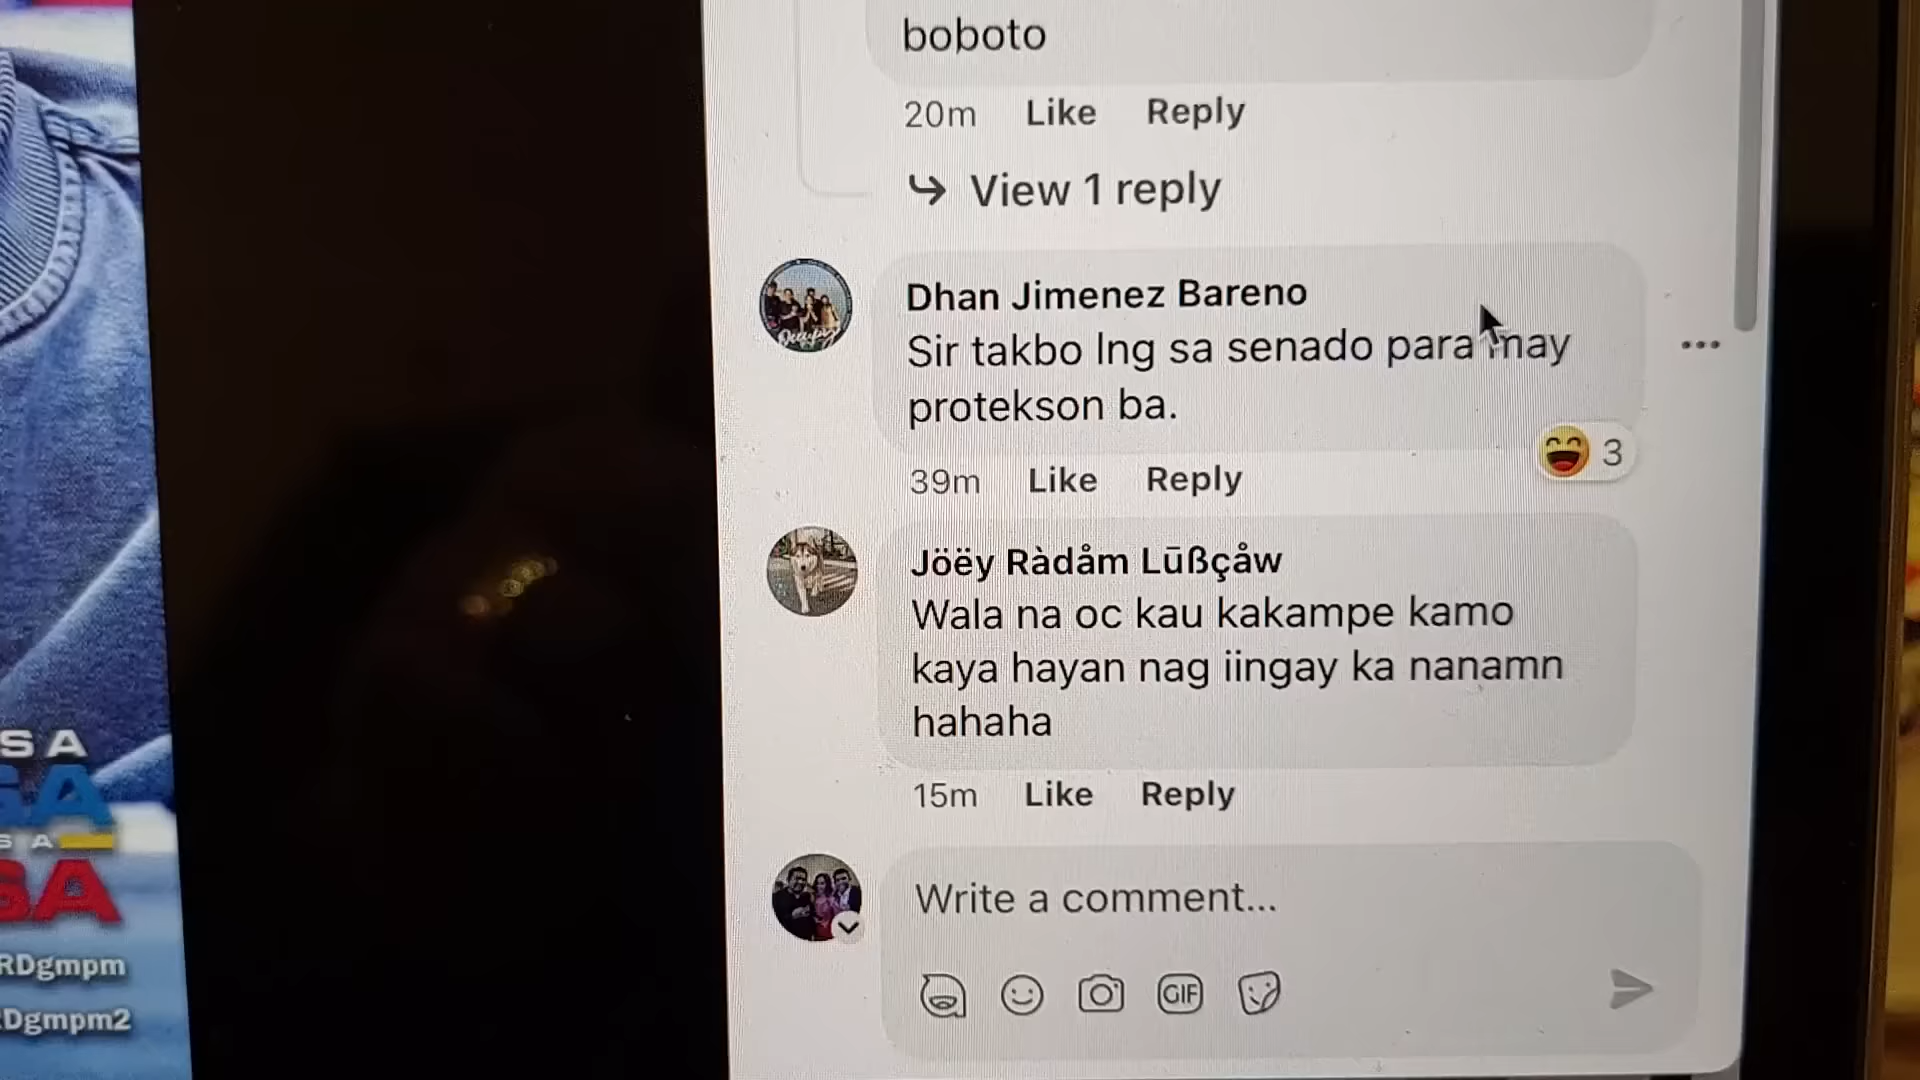 boboto
20m Like Reply
View 1 reply
Dhan Jimenez Bareno
Sir takbo lng sa senado para may
protekson ba.
3
39m Like Reply
Jöëy Ràdåm Lūßçåw
Wala na oc kau kakampe kamo
kaya hayan nag iingay ka nanamn
hahaha
15m Like Reply
Write a comment...
GIF
SA
GA
SA
SA
RDgmpm
Dgmpm2